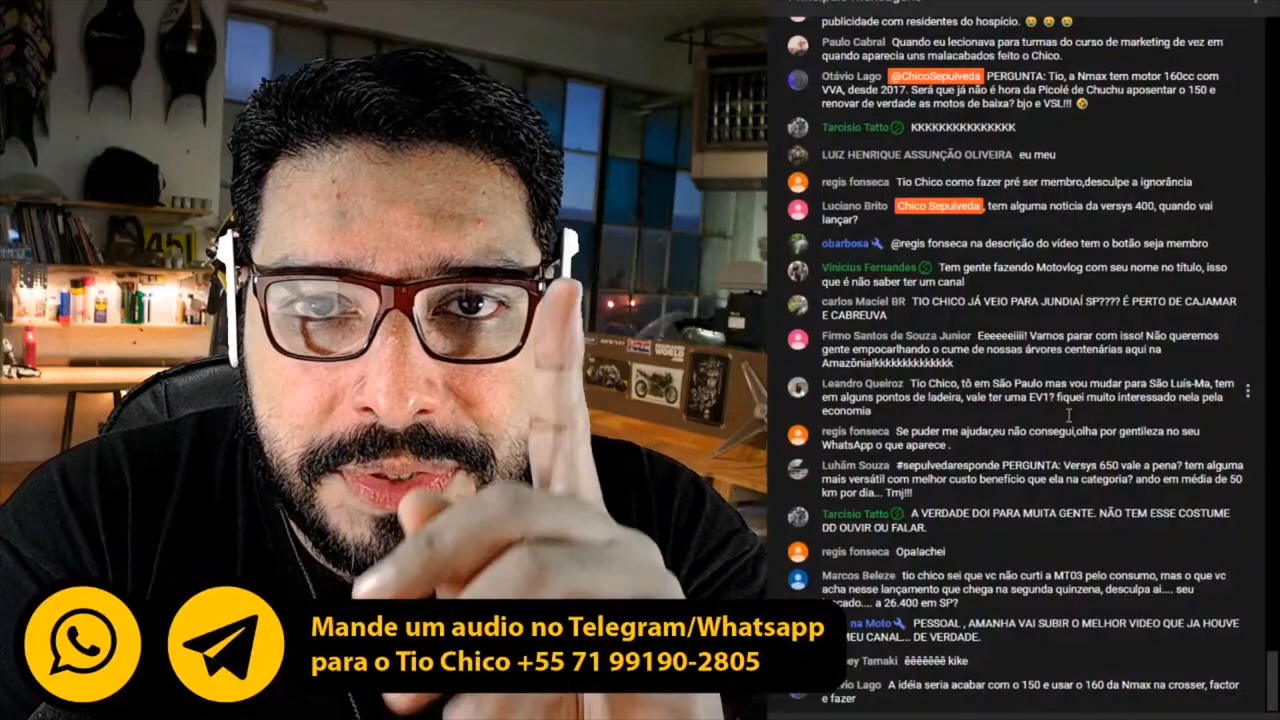 publicidade com residentes do hospício. 😂 😂 😂
Paulo Cabral Quando eu lecionava para turmas do curso de marketing de vez em
quando aparecia uns malacabados feito o Chico.
Otávio Lago @ChicoSepulveda PERGUNTA: Tio, a Nmax tem motor 160cc com
VVA, desde 2017. Será que já não é hora da Picolé de Chuchu aposentar o 150 e
renovar de verdade as motos de baixa? bjo e VSL!!! 🤣
Tarcisio Tatto KKKKKKKKKKKKKKK
LUIZ HENRIQUE ASSUNÇÃO OLIVEIRA eu meu
regis fonseca Tio Chico como fazer pré ser membro,desculpe a ignorância
Luciano Brito Chico Sepulveda , tem alguma noticia da versys 400, quando vai
lançar?
obarbosa @regis fonseca na descrição do vídeo tem o botão seja membro
Vinicius Fernandes Tem gente fazendo Motovlog com seu nome no título, isso
que é não saber ter um canal
carlos Maciel BR TIO CHICO JÁ VEIO PARA JUNDIAÍ SP???? É PERTO DE CAJAMAR
E CABREUVA
Firmo Santos de Souza Junior Eeeeeeiiii! Vamos parar com isso! Não queremos
gente empocarlhando o cume de nossas árvores centenárias aqui na
Amazônia!kkkkkkkkkkkkk
Leandro Queiroz Tio Chico, tô em São Paulo mas vou mudar para São Luís-Ma, tem
em alguns pontos de ladeira, vale ter uma EV1? fiquei muito interessado nela pela
economia
regis fonseca Se puder me ajudar,eu não consegui,olha por gentileza no seu
WhatsApp o que aparece .
Luhãm Souza #sepulvedaresponde PERGUNTA: Versys 650 vale a pena? tem alguma
mais versátil com melhor custo benefício que ela na categoria? ando em média de 50
km por dia... Tmj!!!
Tarcisio Tatto A VERDADE DOI PARA MUITA GENTE. NÃO TEM ESSE COSTUME
DD OUVIR OU FALAR.
regis fonseca Opa!achei
Marcos Beleze tio chico sei que vc não curti a MT03 pelo consumo, mas o que vc
acha nesse lançamento que chega na segunda quinzena, desculpa ai.... seu
a 26.400 em SP?
na Moto PESSOAL , AMANHA VAI SUBIR O MELHOR VIDEO QUE JA HOUVE
MEU CANAL... DE VERDADE.
Tamaki êêêêêêê kike
Lago A idéia seria acabar com o 150 e usar o 160 da Nmax na crosser, factor
e fazer
Mande um audio no Telegram/Whatsapp
para o Tio Chico +55 71 99190-2805